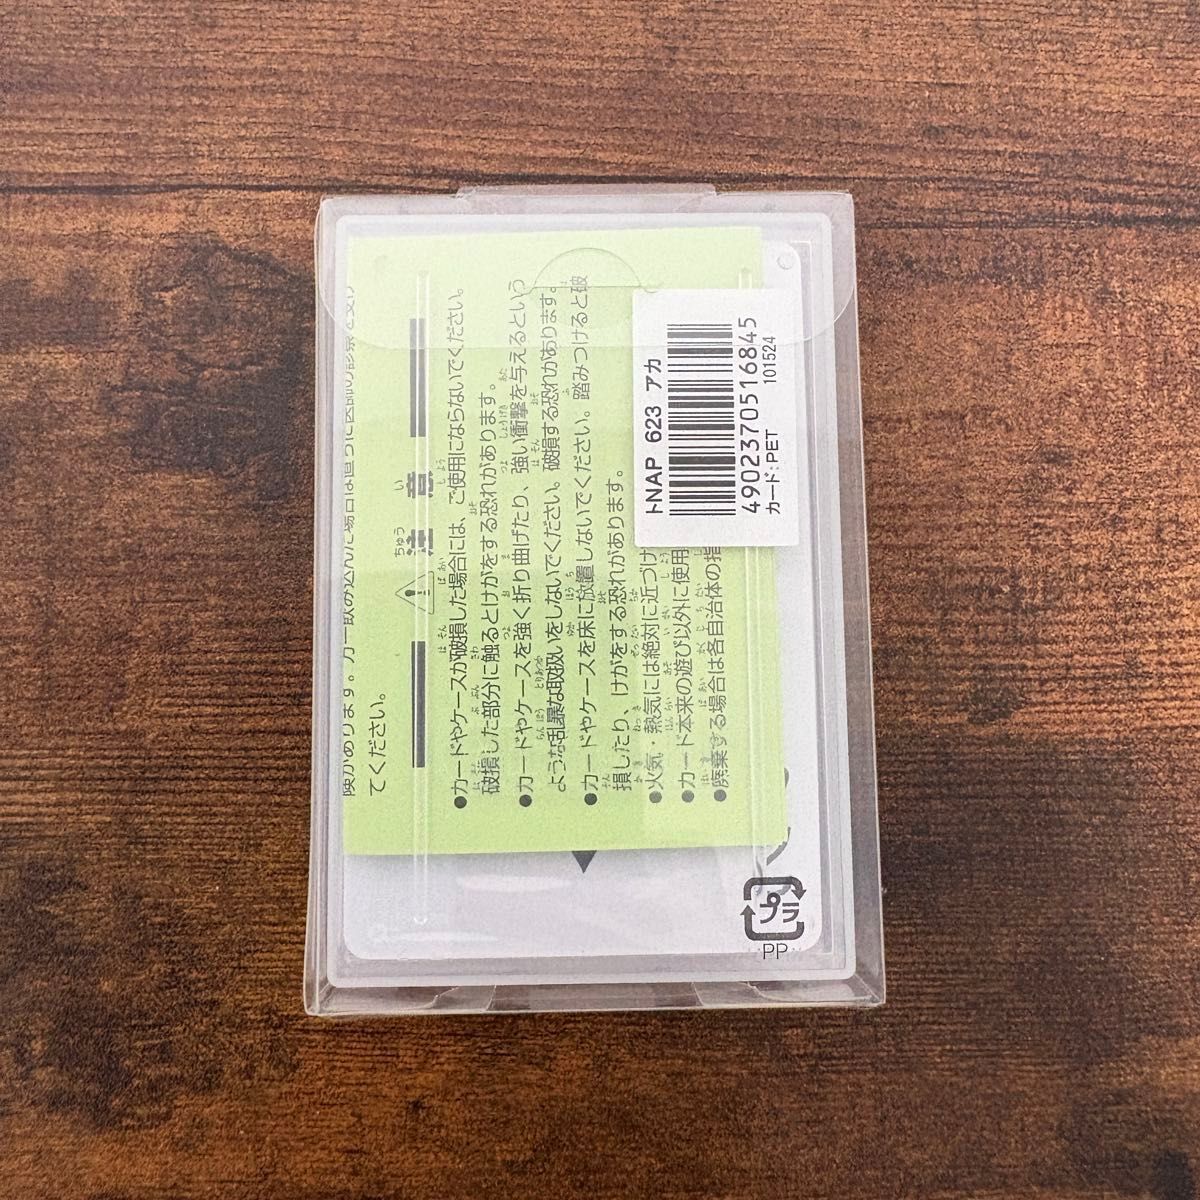 てください。
注意
ちゅうい
●カードやケースが破損した場合には、ご使用にならないでください。
破損した部分に触るとけがをする恐れがあります。
●カードやケースを強く折り曲げたり、強い衝撃を与えるという
ような乱暴な取扱いをしないでください。破損する恐れがあります。
●カードやケースを床に放置しないでください。踏みつけると破
損したり、けがをする恐れがあります。
●火気・熱気には絶対に近づけ
●カード本来の遊び以外に使用
●廃棄する場合は各自治体の指
トNAP 623 アカ
4902370516845
カード:PET 101524
プラ
PP